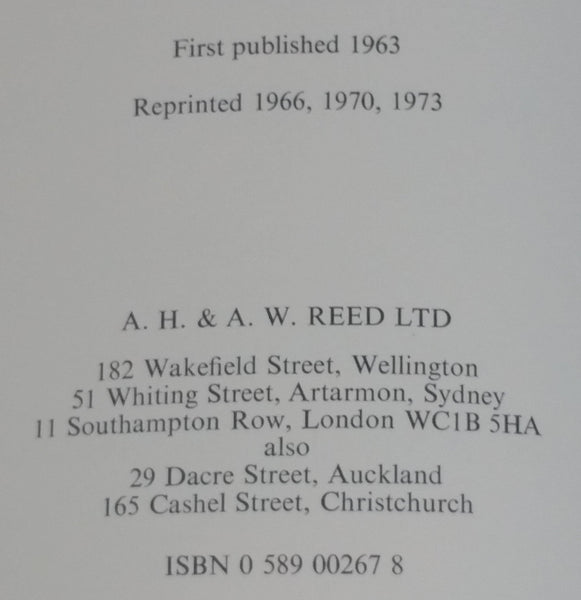 First published 1963
Reprinted 1966, 1970, 1973
A. H. & A. W. REED LTD
182 Wakefield Street, Wellington
51 Whiting Street, Artarmon, Sydney
11 Southampton Row, London WC1B 5HA
also
29 Dacre Street, Auckland
165 Cashel Street, Christchurch
ISBN 0 589 00267 8